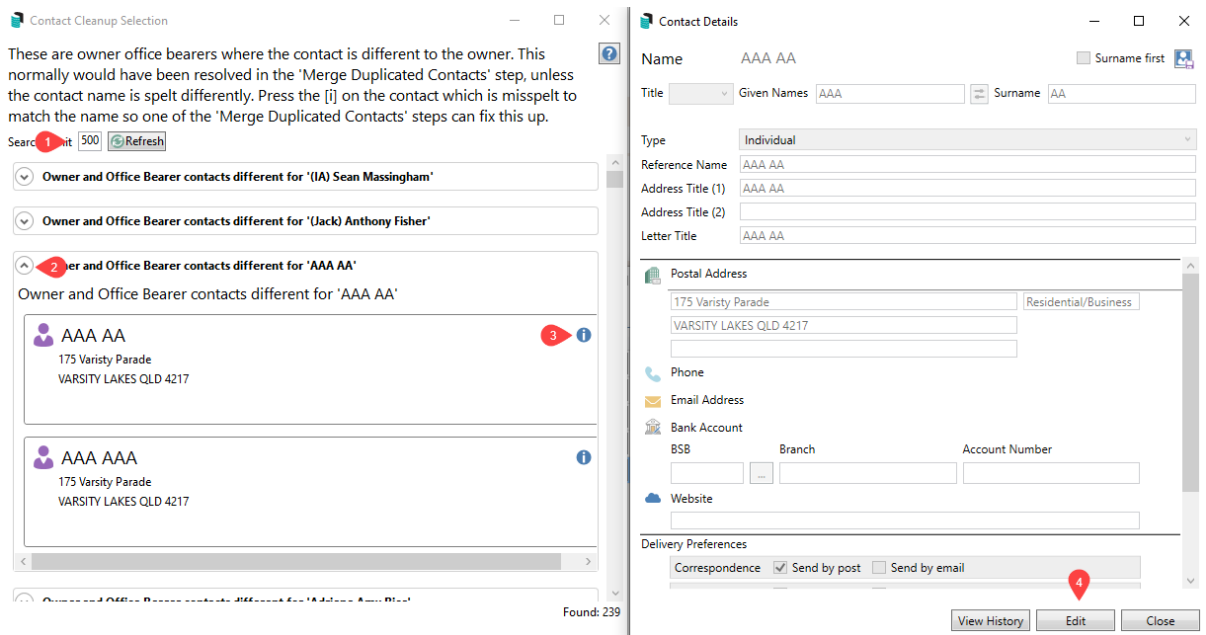 Contact Cleanup Selection
These are owner office bearers where the contact is different to the owner. This
normally would have been resolved in the 'Merge Duplicated Contacts' step, unless
the contact name is spelt differently. Press the [i] on the contact which is misspelt to
match the name so one of the 'Merge Duplicated Contacts' steps can fix this up.
1 500 Refresh
Owner and Office Bearer contacts different for '(IA) Sean Massingham'
Owner and Office Bearer contacts different for '(Jack) Anthony Fisher'
2 and Office Bearer contacts different for 'AAA AA'
Owner and Office Bearer contacts different for 'AAA AA'
AAA AA
3
175 Varisty Parade
VARSITY LAKES QLD 4217
AAA AAA
175 Varsity Parade
VARSITY LAKES QLD 4217
Found: 239
Contact Details
Name AAA AA Surname first
Title Given Names AAA Surname AA
Type Individual
Reference Name AAA AA
Address Title (1) AAA AA
Address Title (2)
Letter Title AAA AA
Postal Address
175 Varisty Parade Residential/Business
VARSITY LAKES QLD 4217
Phone
Email Address
Bank Account
BSB Branch Account Number
...
Website
Delivery Preferences
Correspondence Send by post Send by email
4
View History Edit Close